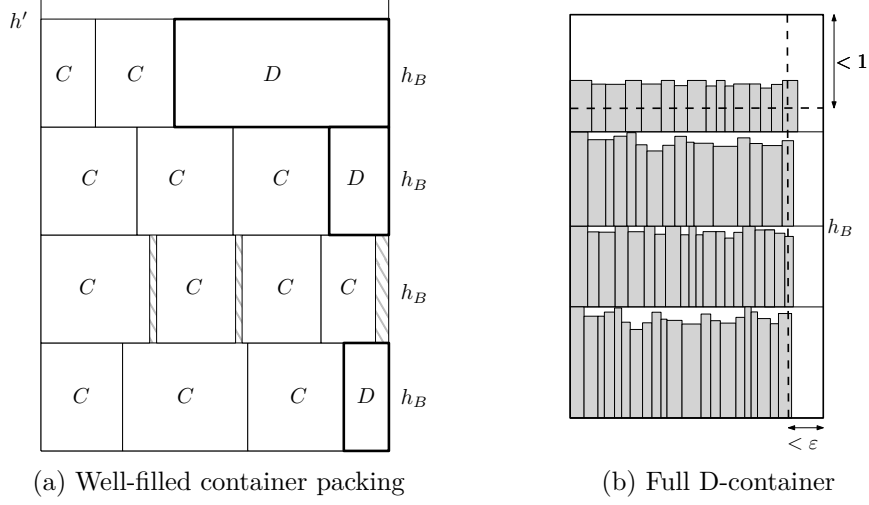 h'
C C D h_B
< 1
C C C D h_B
h_B
C C C C h_B
C C C D h_B
< ε
(a) Well-filled container packing
(b) Full D-container